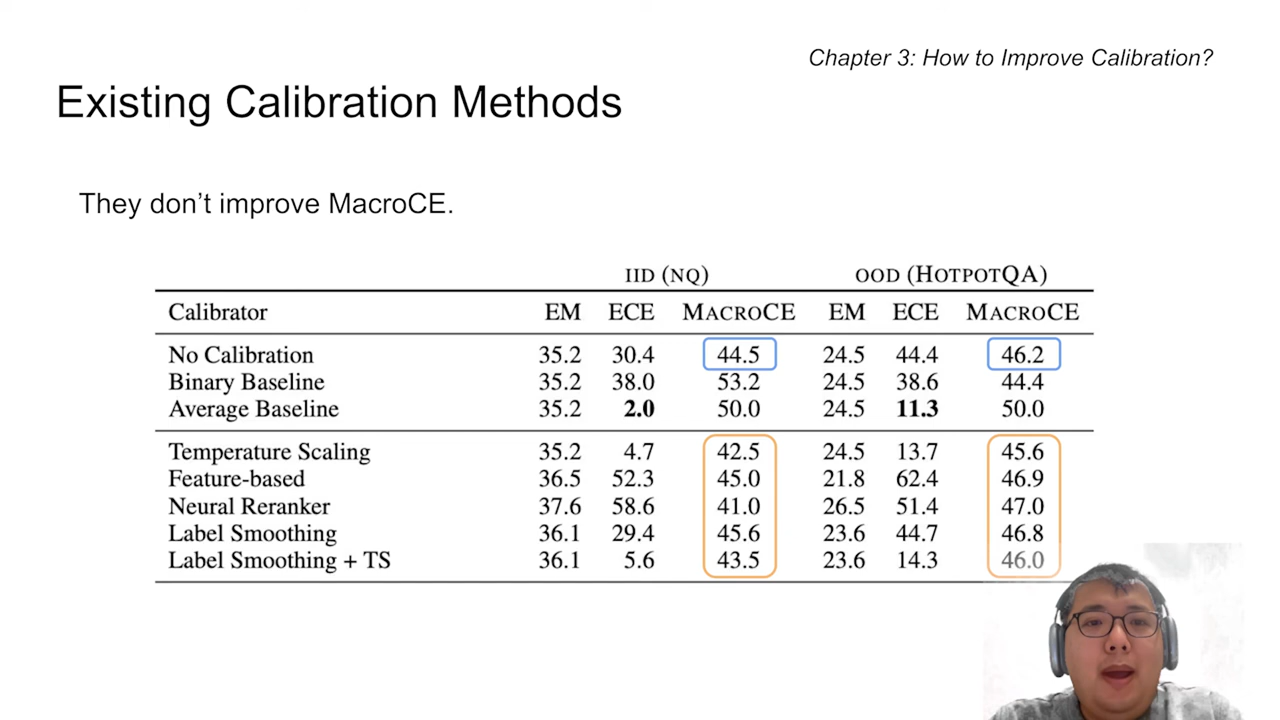 Chapter 3: How to Improve Calibration?
Existing Calibration Methods
They don't improve MacroCE.
IID (NQ) OOD (HOTPOTQA)
Calibrator EM ECE MACROCE EM ECE MACROCE
No Calibration 35.2 30.4 44.5 24.5 44.4 46.2
Binary Baseline 35.2 38.0 53.2 24.5 38.6 44.4
Average Baseline 35.2 2.0 50.0 24.5 11.3 50.0
Temperature Scaling 35.2 4.7 42.5 24.5 13.7 45.6
Feature-based 36.5 52.3 45.0 21.8 62.4 46.9
Neural Reranker 37.6 58.6 41.0 26.5 51.4 47.0
Label Smoothing 36.1 29.4 45.6 23.6 44.7 46.8
Label Smoothing + TS 36.1 5.6 43.5 23.6 14.3 46.0